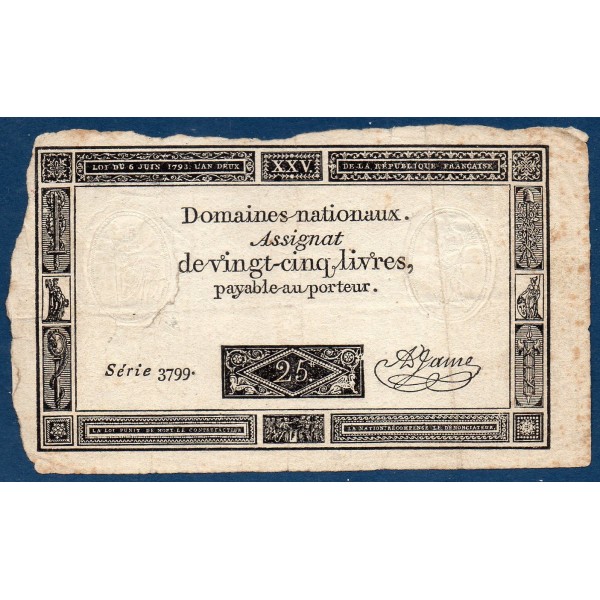 LOI DU 6 JUIN 1793. L'AN DEUX
XXV.
DE LA RÉPUBLIQUE FRANÇAISE
Domaines nationaux.
Assignat
de vingt-cinq livres,
payable au porteur.
Série 3799.
25
A Jame
LA LOI PUNIT DE MORT LE CONTREFACTEUR
LA NATION RÉCOMPENSE LE DÉNONCIATEUR.